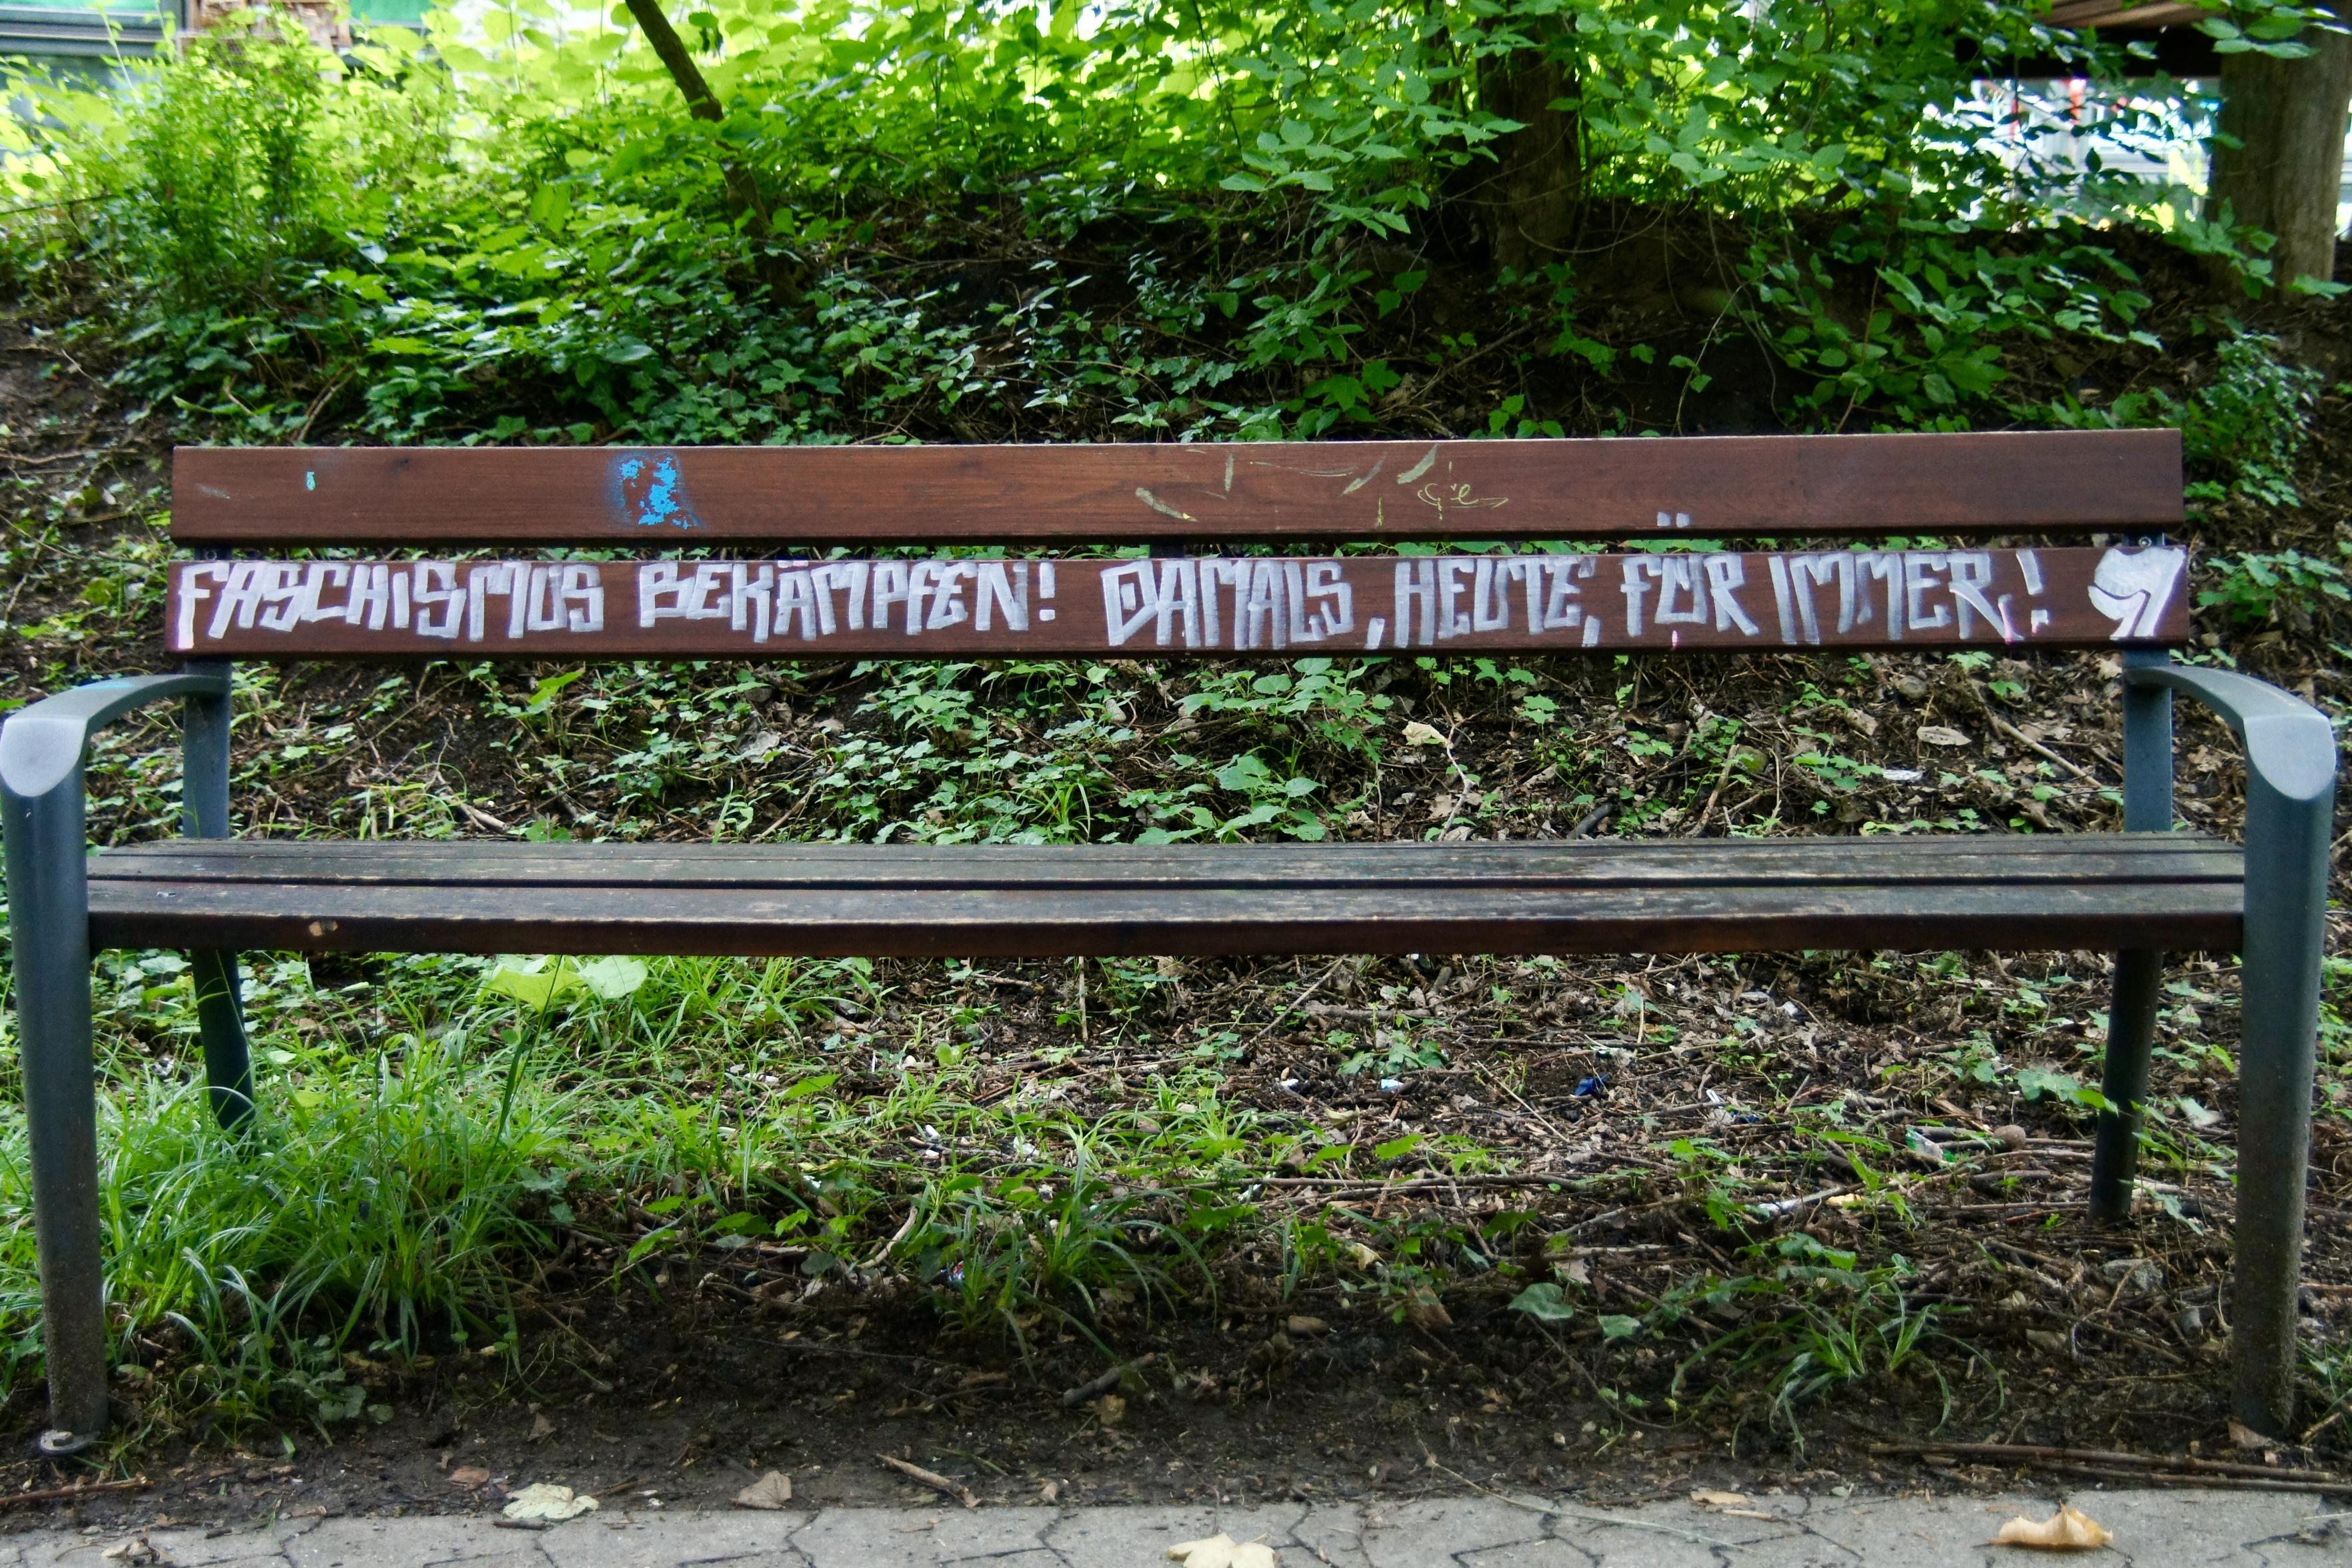 FASCHiSMUS BEKÄMPFEN! DAMALS, HEUTE, FÜR IMMER!